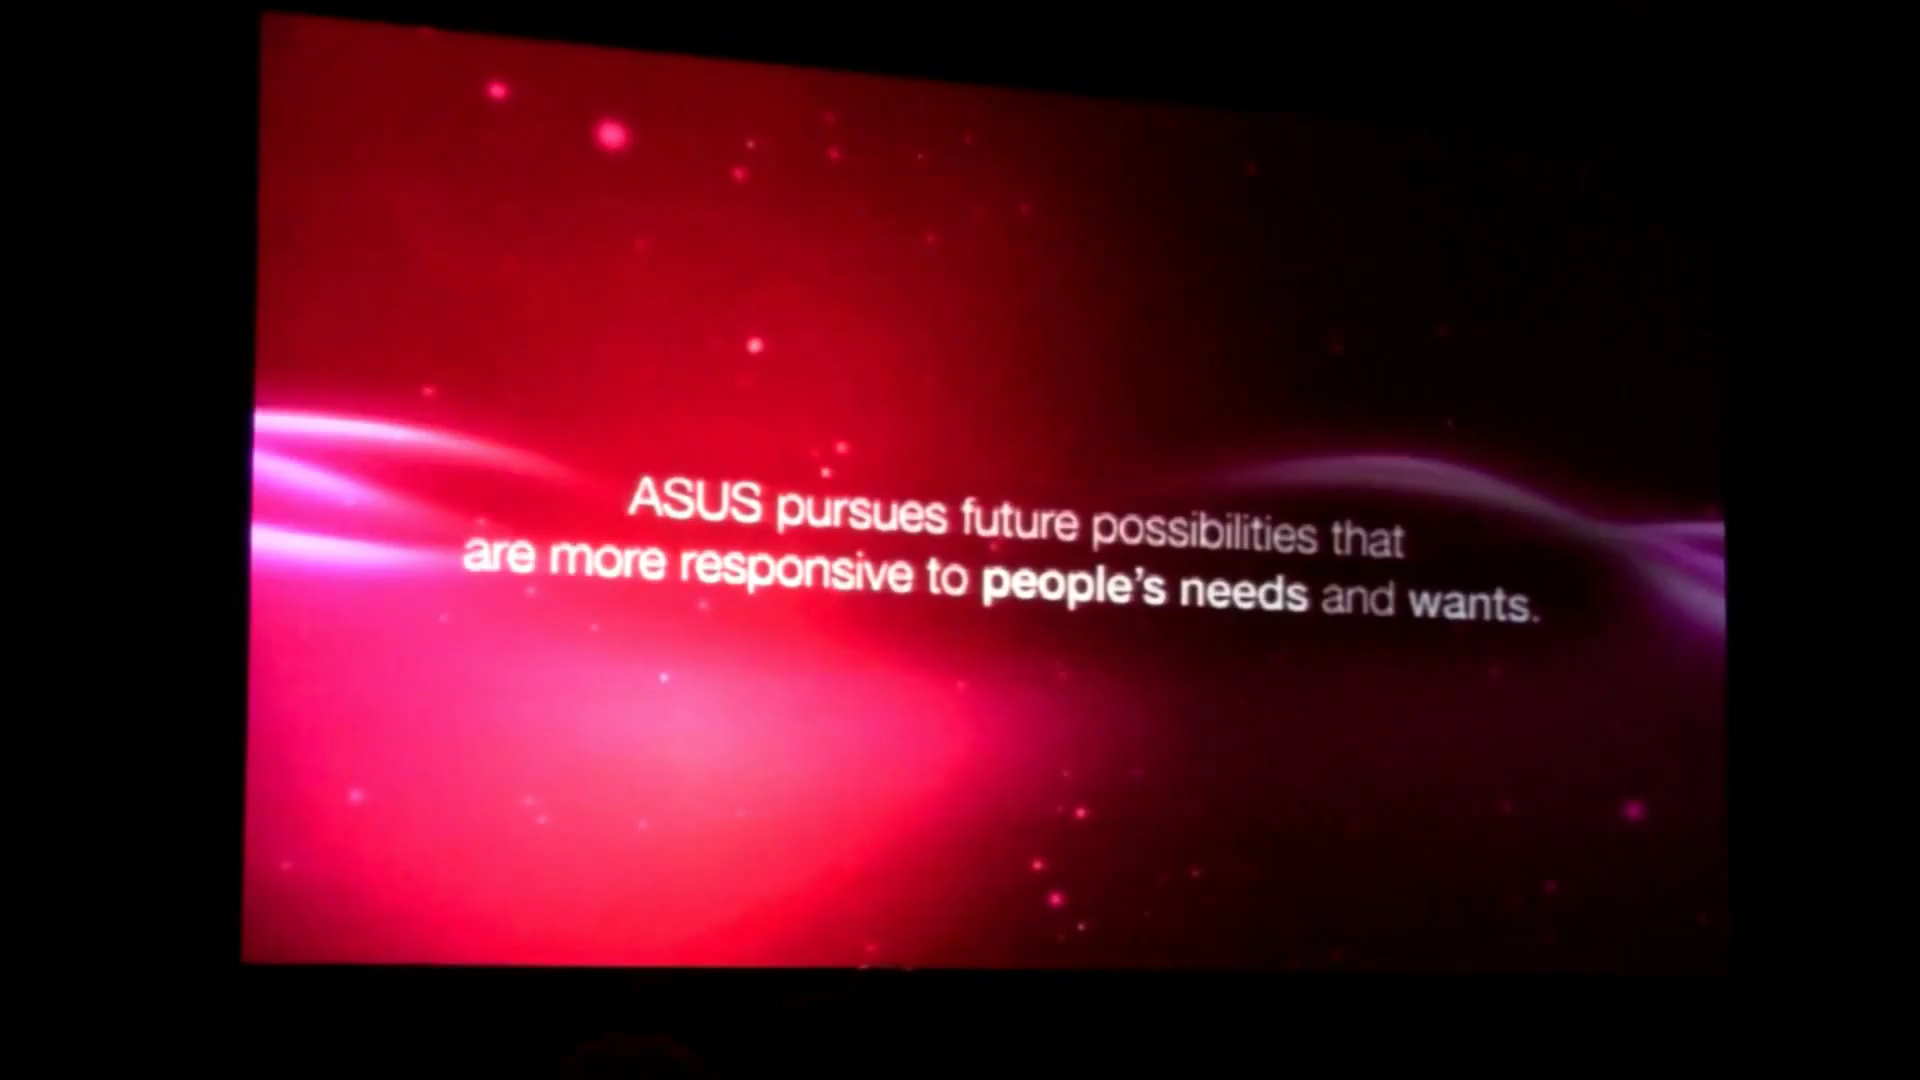 ASUS pursues future possibilities that
are more responsive to people's needs and wants.